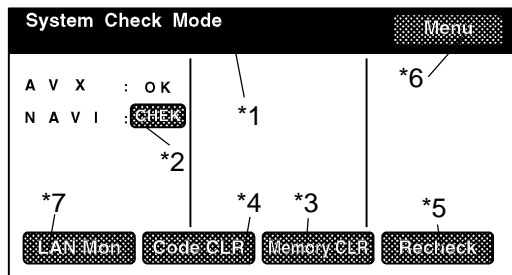 System Check Mode Menu
*6
A V X : O K
N A V I : CHEK
*1
*2
*7 *4 *3 *5
LAN Mon Code CLR Memory CLR Recheck